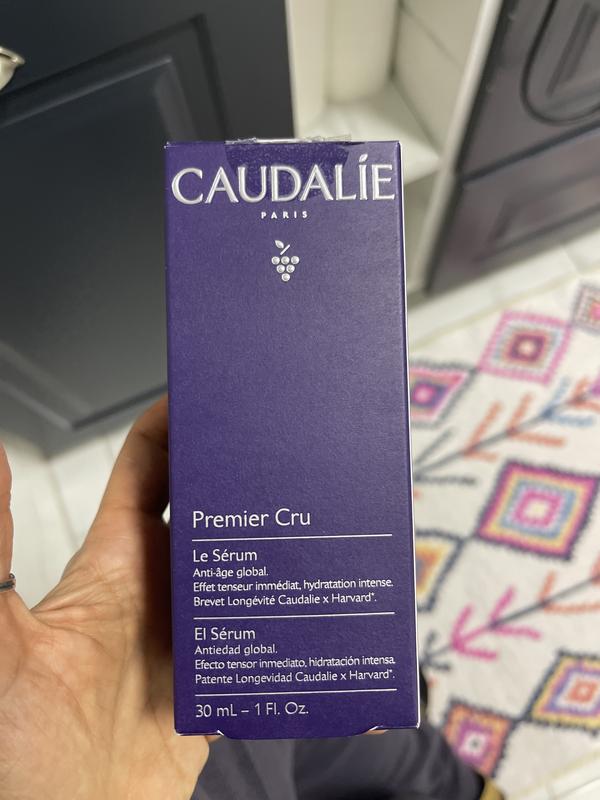 CAUDALÍE
PARIS
Premier Cru
Le Sérum
Anti-âge global.
Effet tenseur immédiat, hydratation intense.
Brevet Longévité Caudalie x Harvard*.
El Sérum
Antiedad global.
Efecto tensor inmediato, hidratación intensa.
Patente Longevidad Caudalie x Harvard*.
30 mL – 1 Fl. Oz.